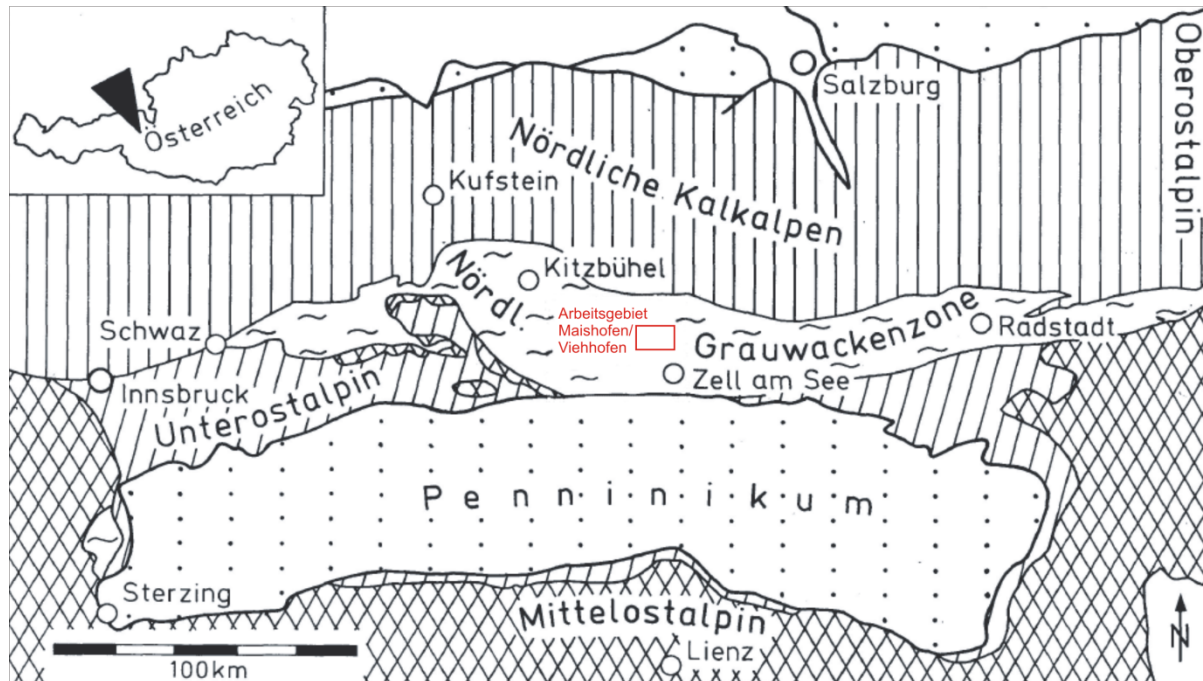 Österreich
Salzburg
Oberostalpin
Nördliche Kalkalpen
Kufstein
Kitzbühel
Nördl.
Grauwackenzone
Arbeitsgebiet
Maishofen/
Viehhofen
Radstadt
Schwaz
Zell am See
Innsbruck
Unterostalpin
Penninikum
Sterzing
Mittelostalpin
Lienz
100km
N